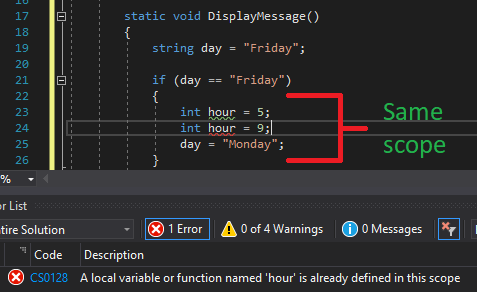 16
17 static void DisplayMessage()
18 {
19 string day = "Friday";
20
21 if (day == "Friday")
22 {
23 int hour = 5;
24 int hour = 9;
25 day = "Monday";
26 }
Same
scope
%
or List
ntire Solution
1 Error
0 of 4 Warnings
0 Messages
Code Description
CS0128 A local variable or function named 'hour' is already defined in this scope